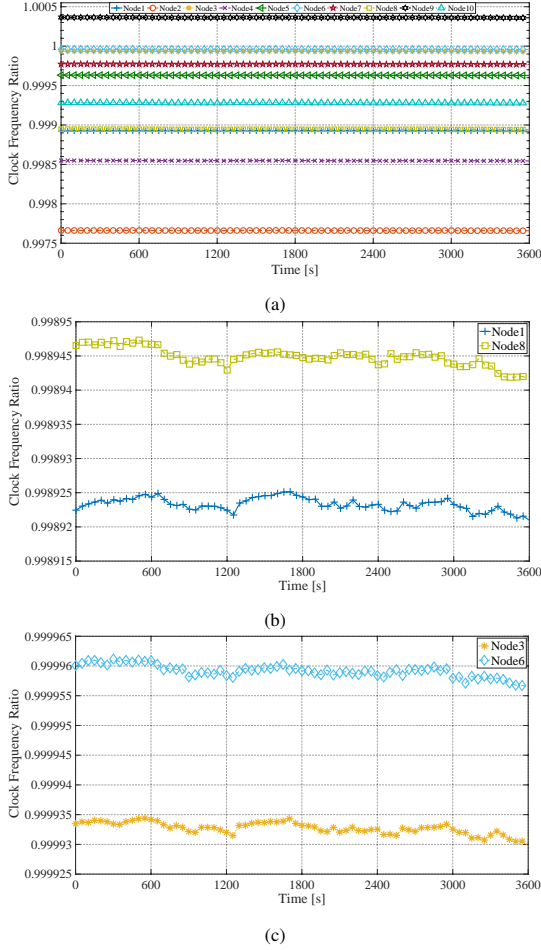 Node1 Node2 Node3 Node4 Node5 Node6 Node7 Node8 Node9 Node10
1.0005
1
0.9995
0.999
0.9985
0.998
0.9975
Clock Frequency Ratio
0 600 1200 1800 2400 3000 3600
Time [s]
(a)
Node1
Node8
0.99895
0.998945
0.99894
0.998935
0.99893
0.998925
0.99892
0.998915
Clock Frequency Ratio
0 600 1200 1800 2400 3000 3600
Time [s]
(b)
Node3
Node6
0.999965
0.99996
0.999955
0.99995
0.999945
0.99994
0.999935
0.99993
0.999925
Clock Frequency Ratio
0 600 1200 1800 2400 3000 3600
Time [s]
(c)